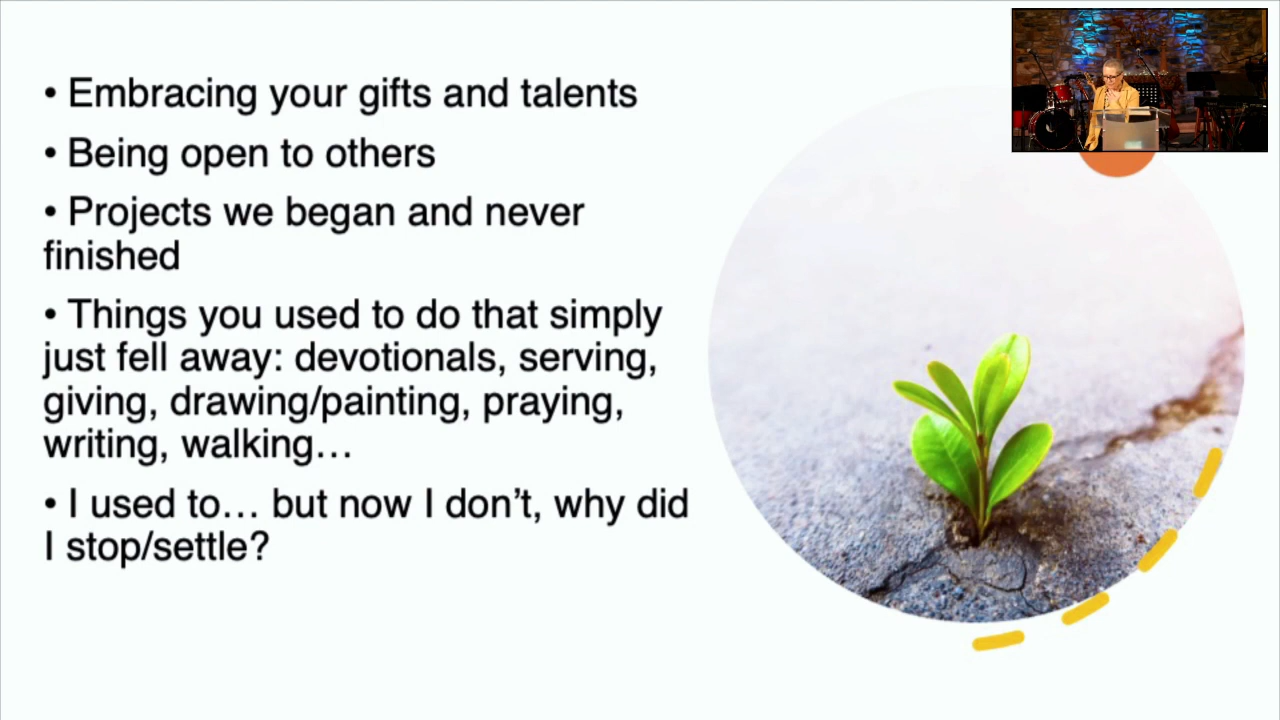 • Embracing your gifts and talents
• Being open to others
• Projects we began and never
finished
• Things you used to do that simply
just fell away: devotionals, serving,
giving, drawing/painting, praying,
writing, walking…
• I used to… but now I don’t, why did
I stop/settle?